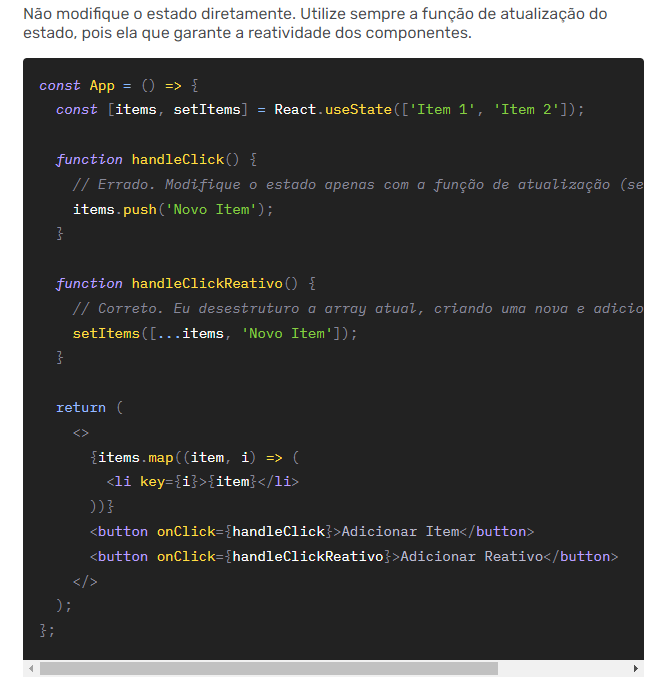 Não modifique o estado diretamente. Utilize sempre a função de atualização do
estado, pois ela que garante a reatividade dos componentes.
const App = () => {
  const [items, setItems] = React.useState(['Item 1', 'Item 2']);

  function handleClick() {
    // Errado. Modifique o estado apenas com a função de atualização (se
    items.push('Novo Item');
  }

  function handleClickReativo() {
    // Correto. Eu desestruturo a array atual, criando uma nova e adicio
    setItems([...items, 'Novo Item']);
  }

  return (
    <>
      {items.map((item, i) => (
        <li key={i}>{item}</li>
      ))}
      <button onClick={handleClick}>Adicionar Item</button>
      <button onClick={handleClickReativo}>Adicionar Reativo</button>
    </>
  );
};